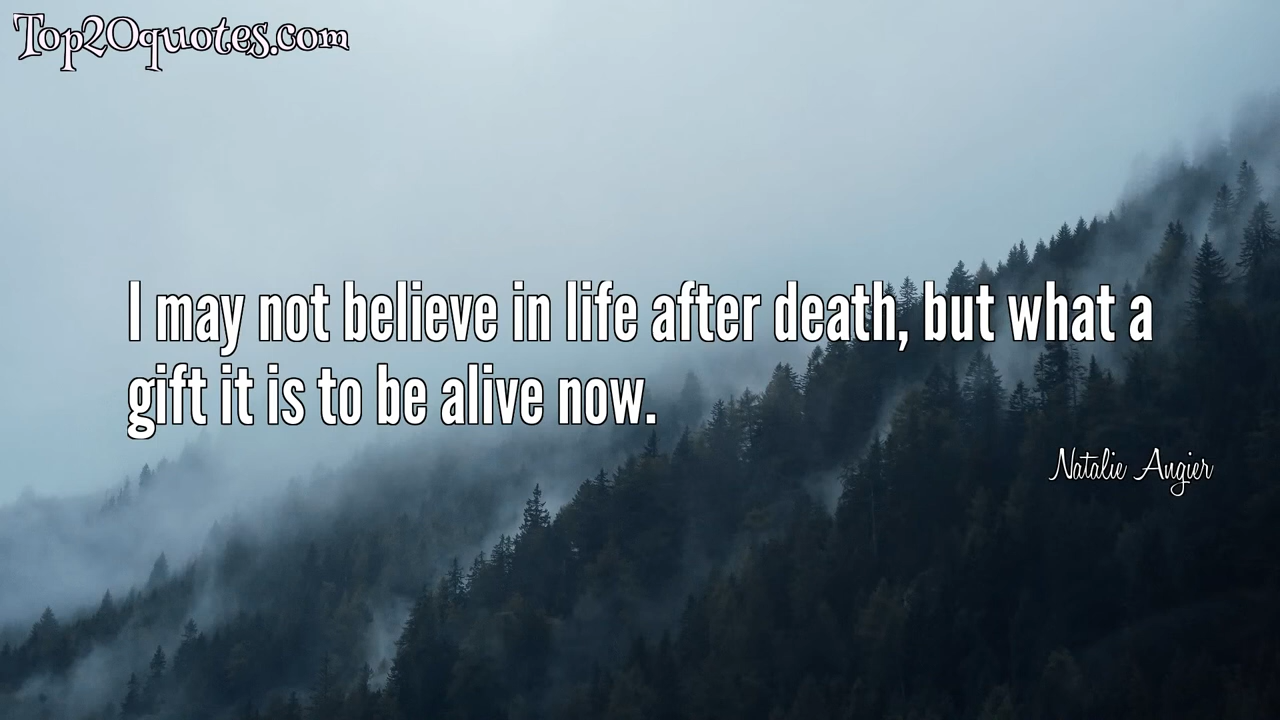 Top20quotes.com
I may not believe in life after death, but what a
gift it is to be alive now.
Natalie Angier